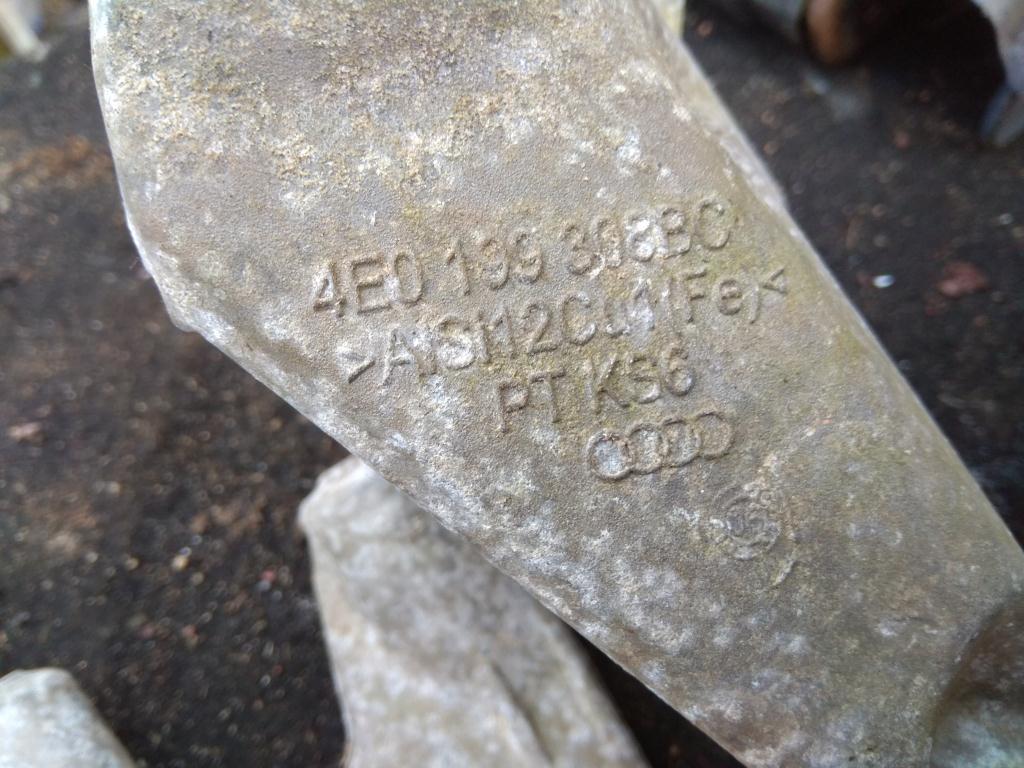 4E0 199 308BC
>AlSi12Cu1(Fe)<
PT KS6